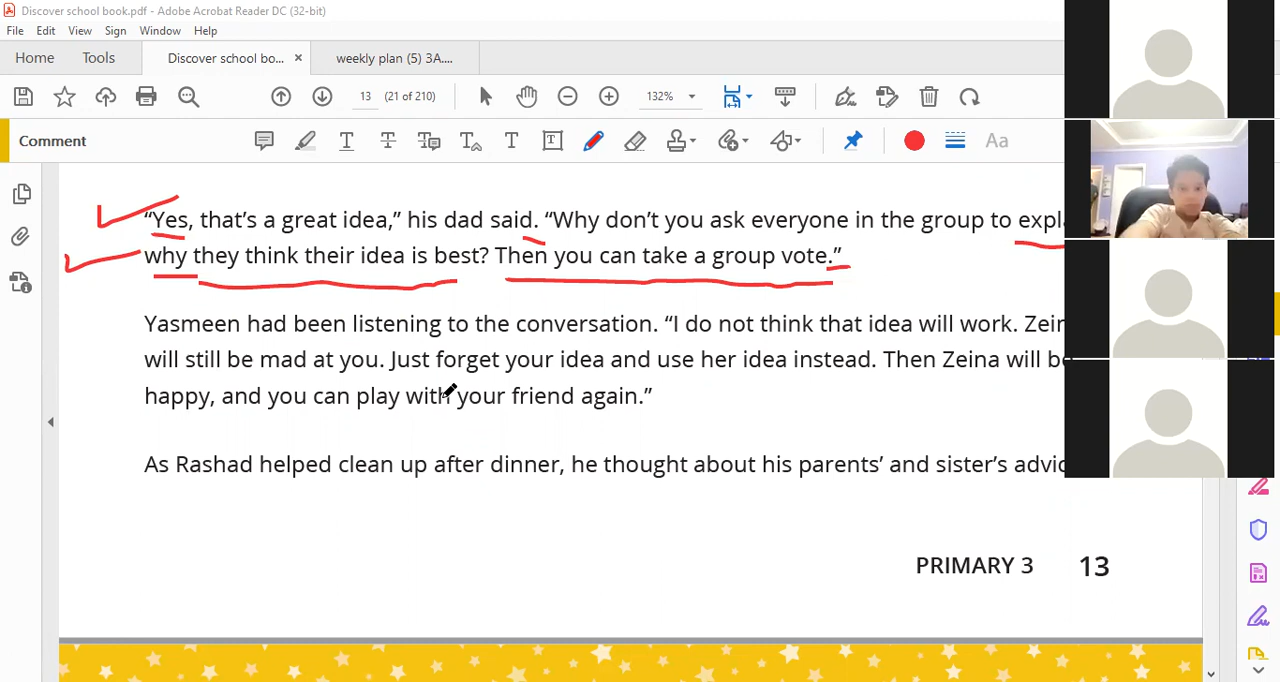 Discover school book.pdf - Adobe Acrobat Reader DC (32-bit)
File Edit View Sign Window Help
Home Tools Discover school bo... × weekly plan (5) 3A....
13 (21 of 210) 132%
Comment Aa
“Yes, that’s a great idea,” his dad said. “Why don’t you ask everyone in the group to
why they think their idea is best? Then you can take a group vote.”
Yasmeen had been listening to the conversation. “I do not think that idea will work.
will still be mad at you. Just forget your idea and use her idea instead. Then Zeina will be
happy, and you can play with your friend again.”
As Rashad helped clean up after dinner, he thought about his parents’ and sister’s
PRIMARY 3 13